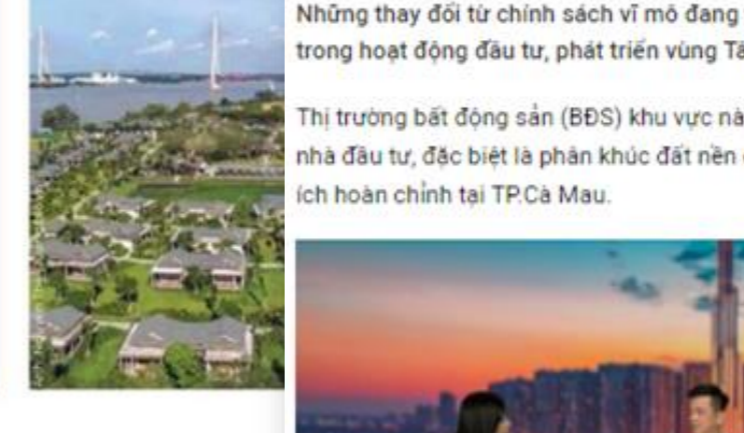 Những thay đổi từ chính sách vĩ mô đang
trong hoạt động đầu tư, phát triển vùng
Thị trường bất động sản (BĐS) khu vực
nhà đầu tư, đặc biệt là phân khúc đất nền
ích hoàn chỉnh tại TP.Cà Mau.